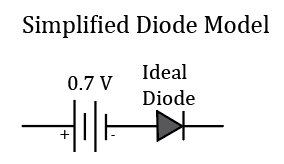 Simplified Diode Model
0.7 V
Ideal
Diode
+
-